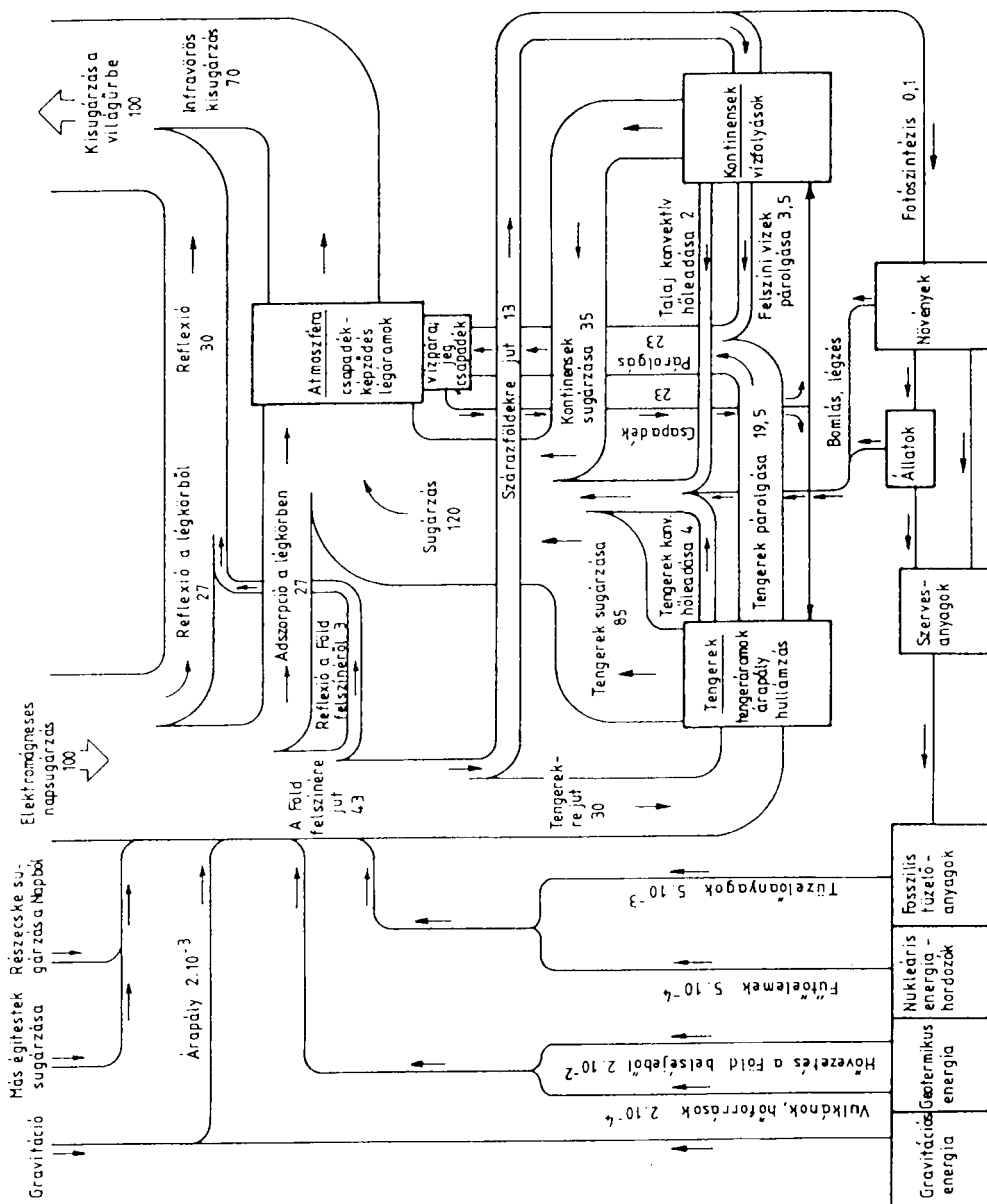 Gravitáció
Más égitestek
sugárzása
Részecske su-
gárzás a Napból
Elektromágneses
napsugárzás
100
Kisugárzás a
világűrbe
100
Infravörös
kisugárzás
70
Reflexió
30
Reflexió a légkörből
27
Árapály 2.10⁻³
Adszorpció a légkörben
27
Reflexió a Föld
felszínéről 3
A Föld
felszínére
jut
43
Atmoszféra
csapadék-
képződés
légáramok
vízpára,
jég
csapadék
Sugárzás
120
Szárazföldekre jut 13
Kontinensek
sugárzása 35
Tengerek-
re jut
30
Tengerek sugárzása
85
Tengerek konv.
hőleadása 4
Talaj konvektív
hőleadása 2
Párolgás
23
Csapadék
23
Tengerek
tengeráramok
árapály
hullámzás
Kontinensek
vízfolyások
Felszíni vizek
párolgása 3,5
Tengerek párolgása 19,5
Fotószintézis 0,1
Bomlás, légzés
Növények
Állatok
Szerves-
anyagok
Tüzelőanyagok 5.10⁻³
Fűtőelemek 5.10⁻⁴
Hővezetés a Föld belsejéből 2.10⁻²
Vulkánok, hőforrások 2.10⁻⁴
Gravitációs
energia
Geotermikus
energia
Nukleáris
energia-
hordozók
Fosszilis
tüzelő-
anyagok